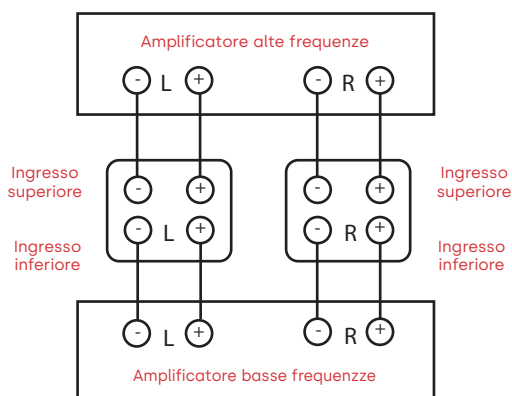 Amplificatore alte frequenze
- L + - R +
Ingresso superiore
Ingresso superiore
- + - +
- L + - R +
Ingresso inferiore
Ingresso inferiore
- L + - R +
Amplificatore basse frequenzze